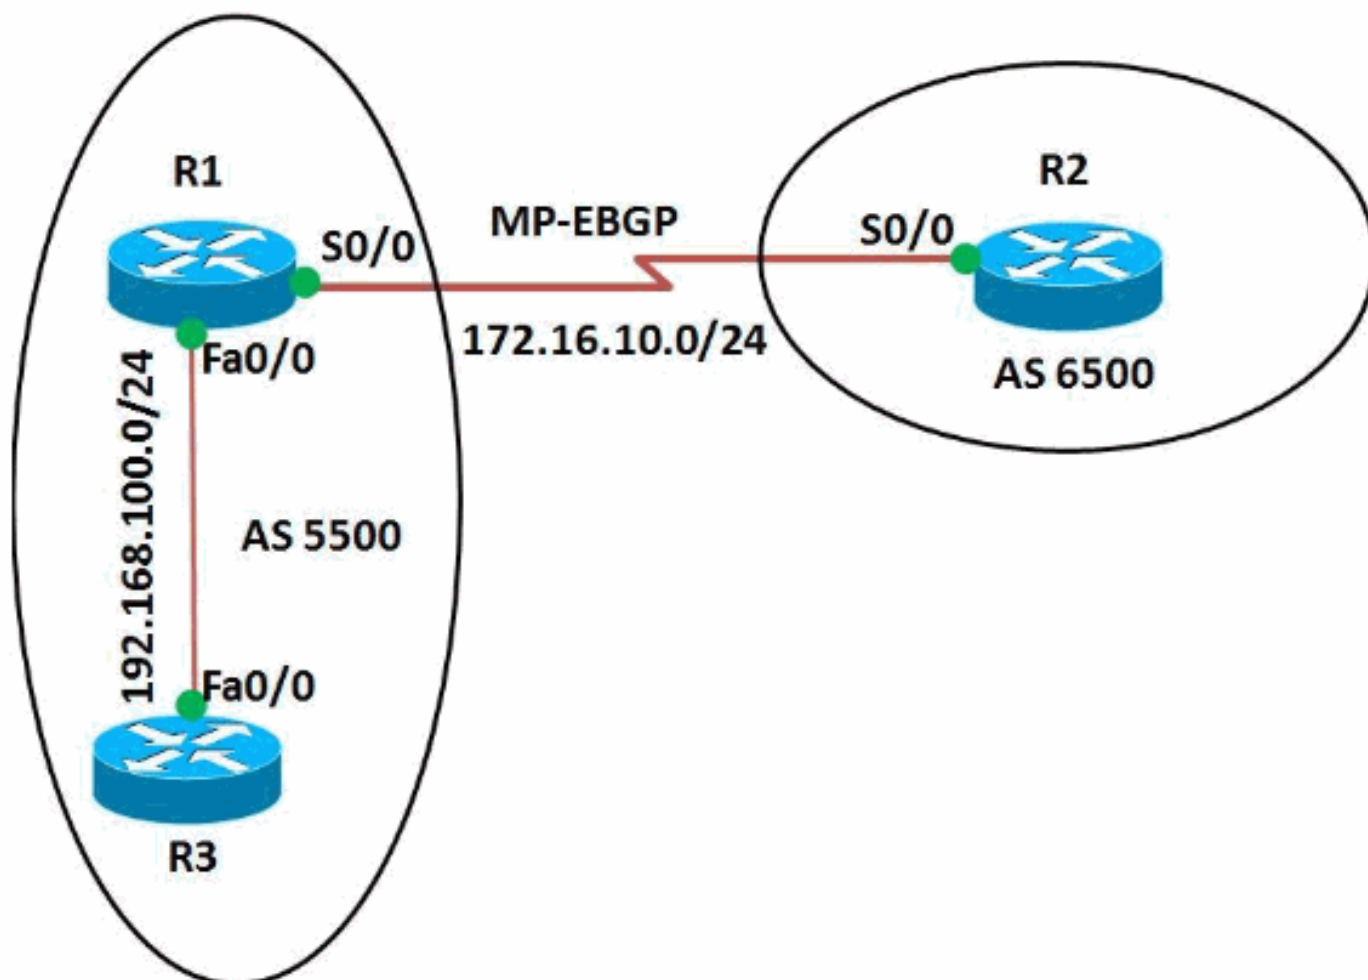 R1
R2
S0/0
MP-EBGP
S0/0
172.16.10.0/24
Fa0/0
AS 6500
192.168.100.0/24
AS 5500
Fa0/0
R3